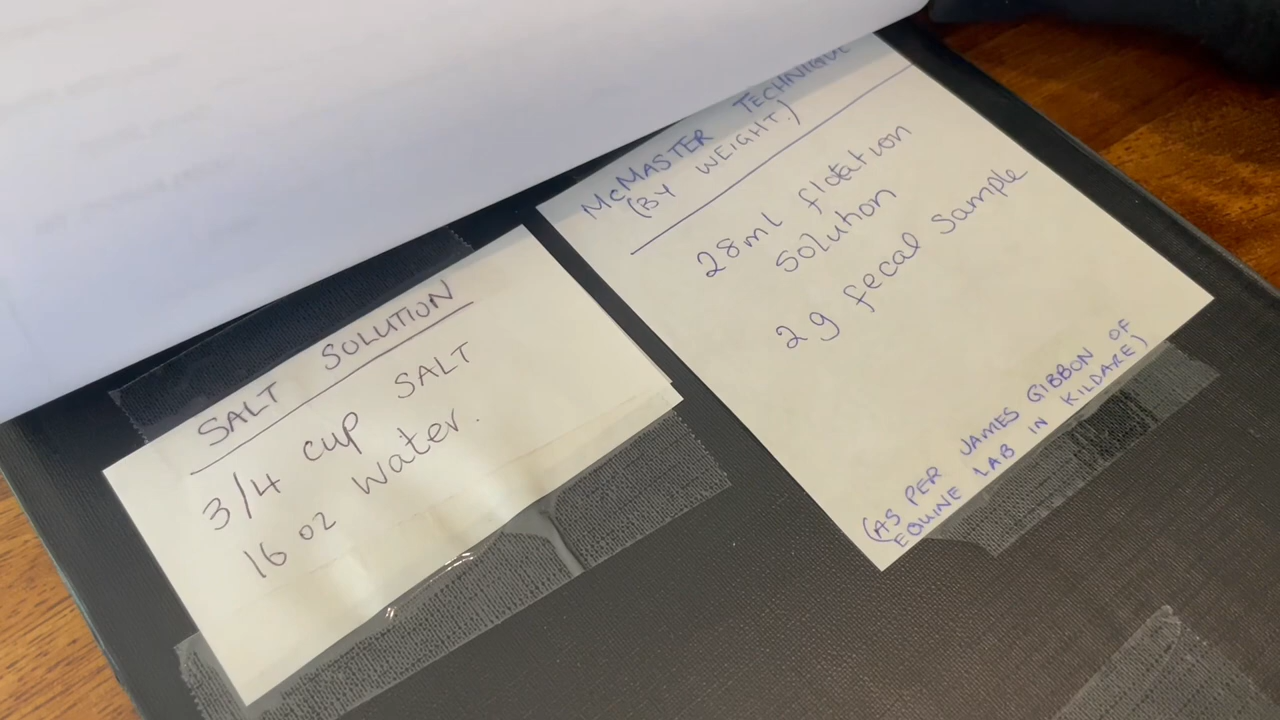 SALT SOLUTION
3/4 cup SALT
16 oz water.
McMASTER TECHNIQUE
(BY WEIGHT.)
28ml flotation
Solution
2g fecal Sample
(AS PER JAMES GIBBON OF
EQUINE LAB IN KILDARE)